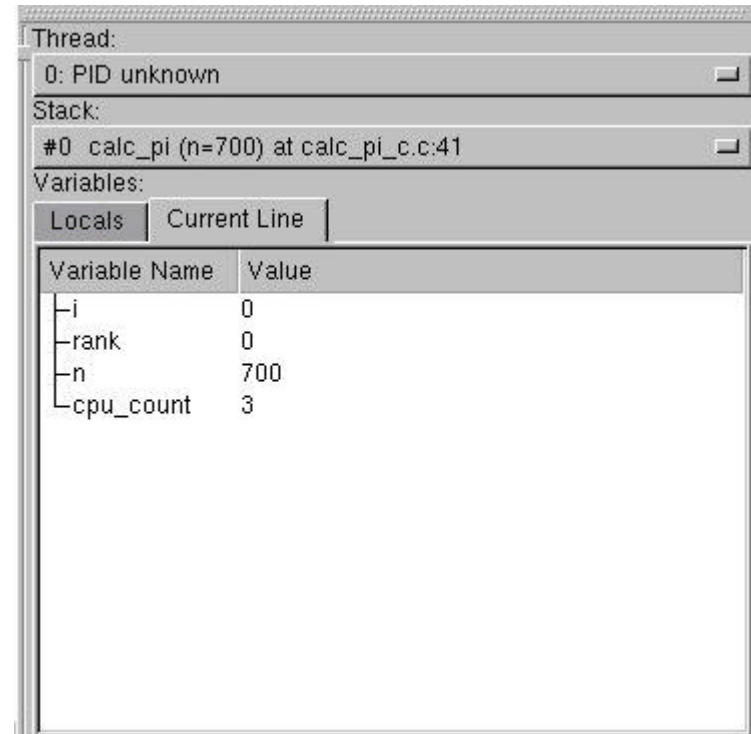 Thread:
0: PID unknown
Stack:
#0 calc_pi (n=700) at calc_pi_c.c:41
Variables:
Locals Current Line
Variable Name Value
i 0
rank 0
n 700
cpu_count 3